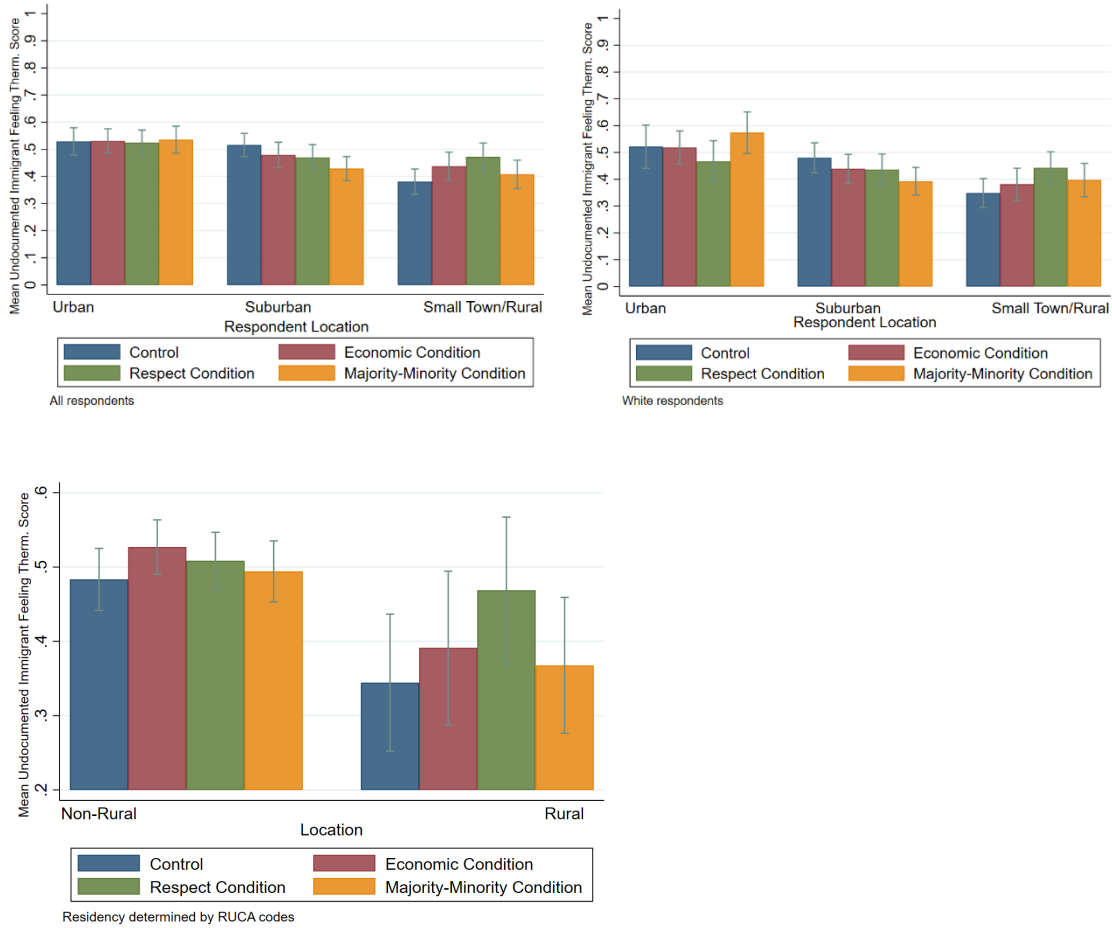 Mean Undocumented Immigrant Feeling Therm. Score
1
.9
.8
.7
.6
.5
.4
.3
.2
.1
0
Urban Suburban Small Town/Rural
Respondent Location
Control Economic Condition
Respect Condition Majority-Minority Condition
All respondents
Mean Undocumented Immigrant Feeling Therm. Score
1
.9
.8
.7
.6
.5
.4
.3
.2
.1
0
Urban Suburban Small Town/Rural
Respondent Location
Control Economic Condition
Respect Condition Majority-Minority Condition
White respondents
Mean Undocumented Immigrant Feeling Therm. Score
.6
.5
.4
.3
.2
Non-Rural Rural
Location
Control Economic Condition
Respect Condition Majority-Minority Condition
Residency determined by RUCA codes